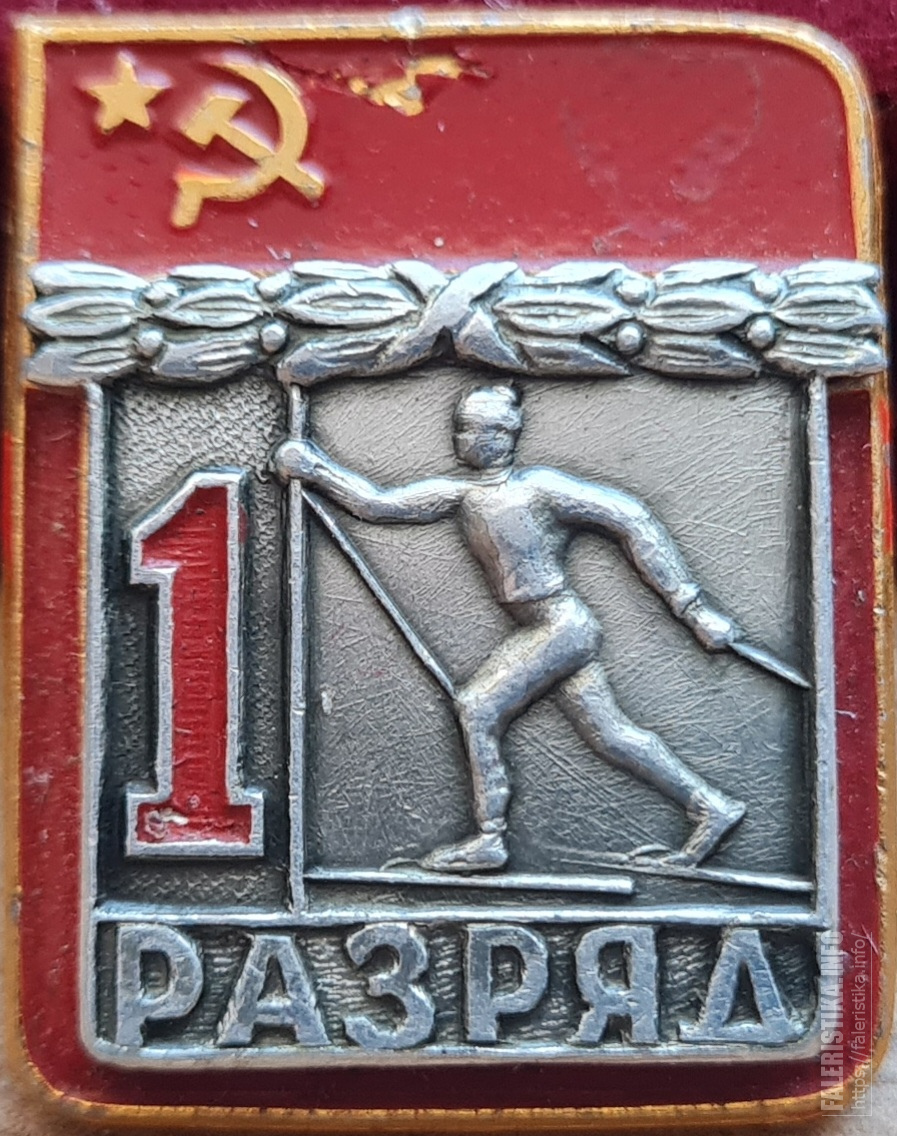 1
РАЗРЯД
FALERISTIKA.INFO
https://faleristika.info/